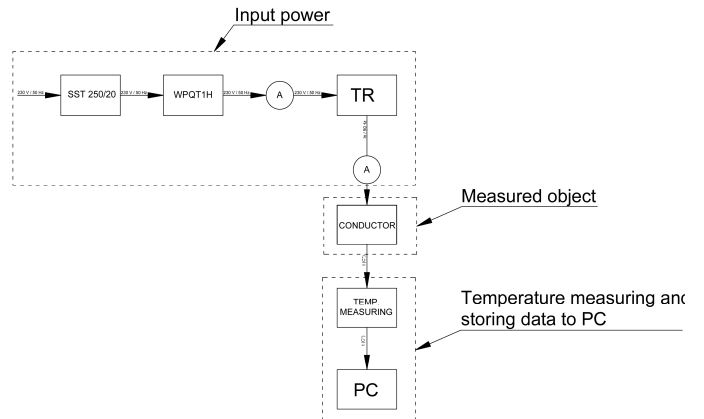 Input power
230 V / 50 Hz
SST 250/20
230 V / 50 Hz
WPQT1H
230 V / 50 Hz
A
230 V / 50 Hz
TR
A
Measured object
CONDUCTOR
TEMP.
MEASURING
Temperature measuring and
storing data to PC
PC